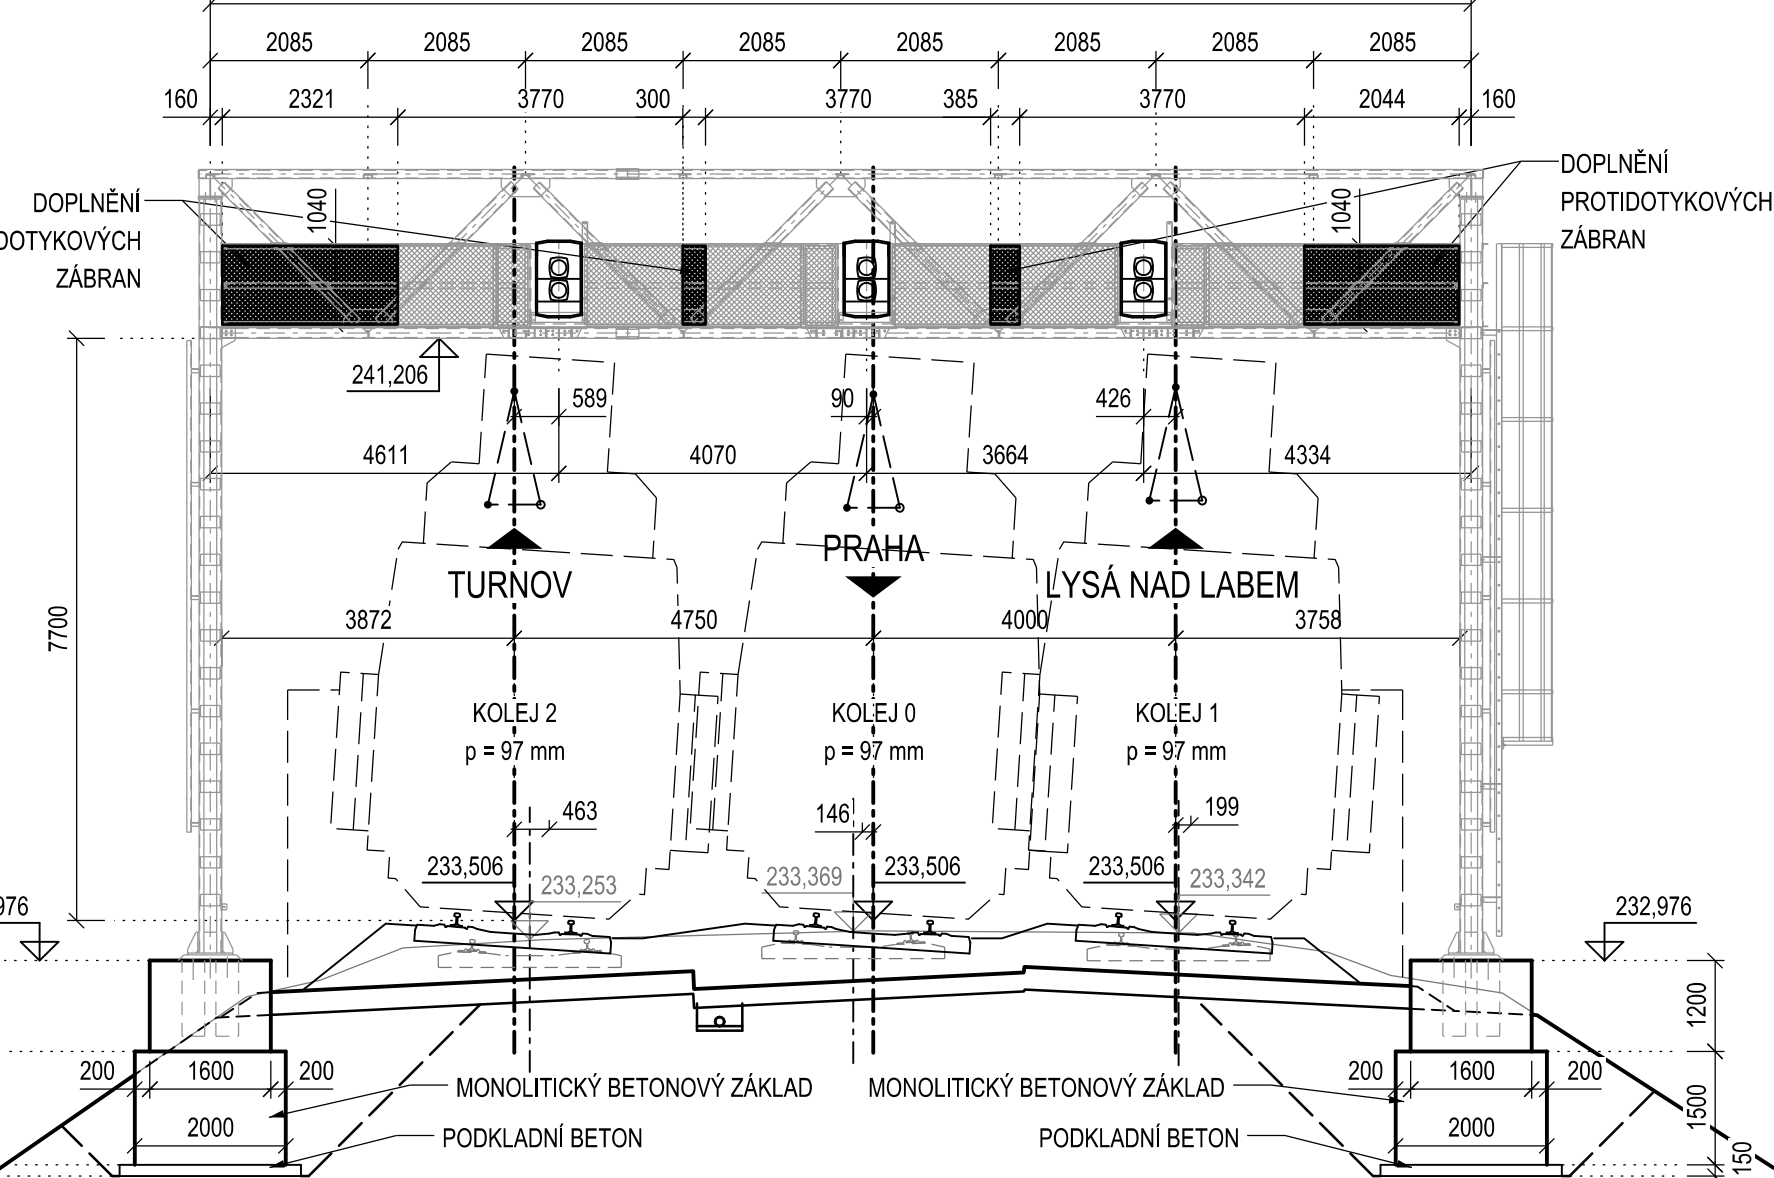 2085 2085 2085 2085 2085 2085 2085 2085
160 2321 3770 300 3770 385 3770 2044 160
DOPLNĚNÍ
DOTYKOVÝCH
ZÁBRAN
1040
1040
DOPLNĚNÍ
PROTIDOTYKOVÝCH
ZÁBRAN
241,206
589 90 426
4611 4070 3664 4334
PRAHA
TURNOV LYSÁ NAD LABEM
7700
3872 4750 4000 3758
KOLEJ 2 KOLEJ 0 KOLEJ 1
p = 97 mm p = 97 mm p = 97 mm
463 146 199
233,506 233,253 233,369 233,506 233,506 233,342
976 232,976
1200
200 1600 200 MONOLITICKÝ BETONOVÝ ZÁKLAD MONOLITICKÝ BETONOVÝ ZÁKLAD 200 1600 200
1500
2000 PODKLADNÍ BETON PODKLADNÍ BETON 2000
150